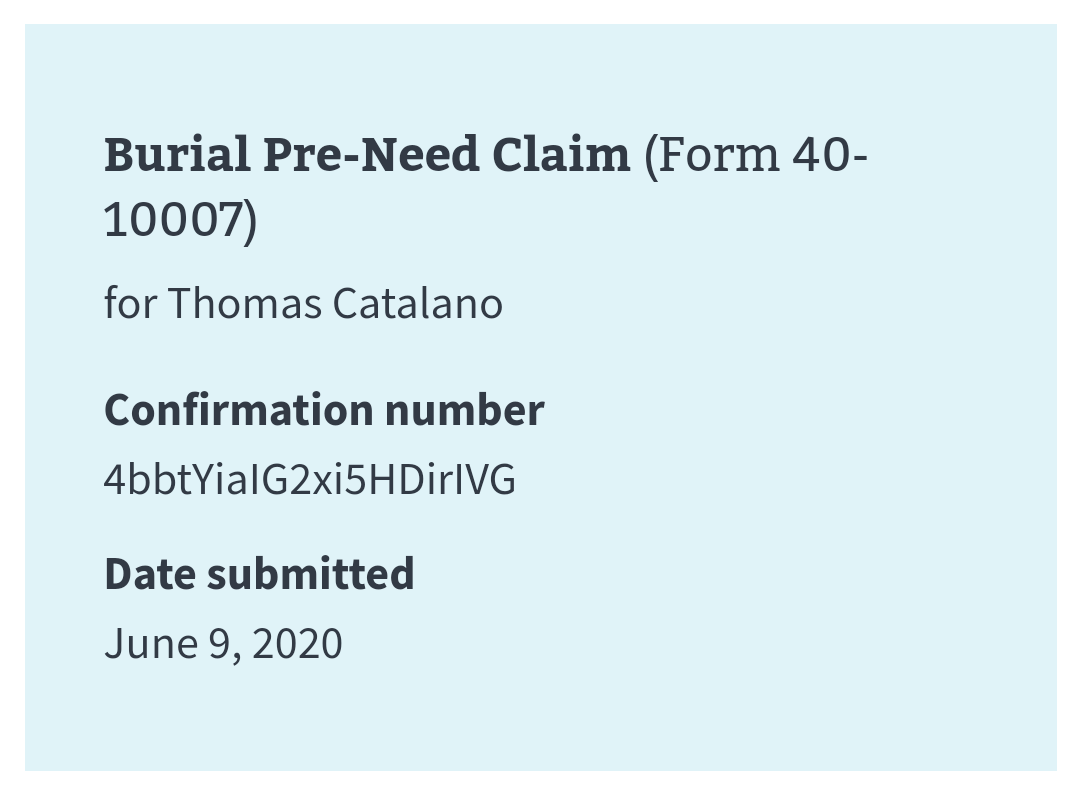 Burial Pre-Need Claim (Form 40-
10007)
for Thomas Catalano
Confirmation number
4bbtYiaIG2xi5HDirIVG
Date submitted
June 9, 2020